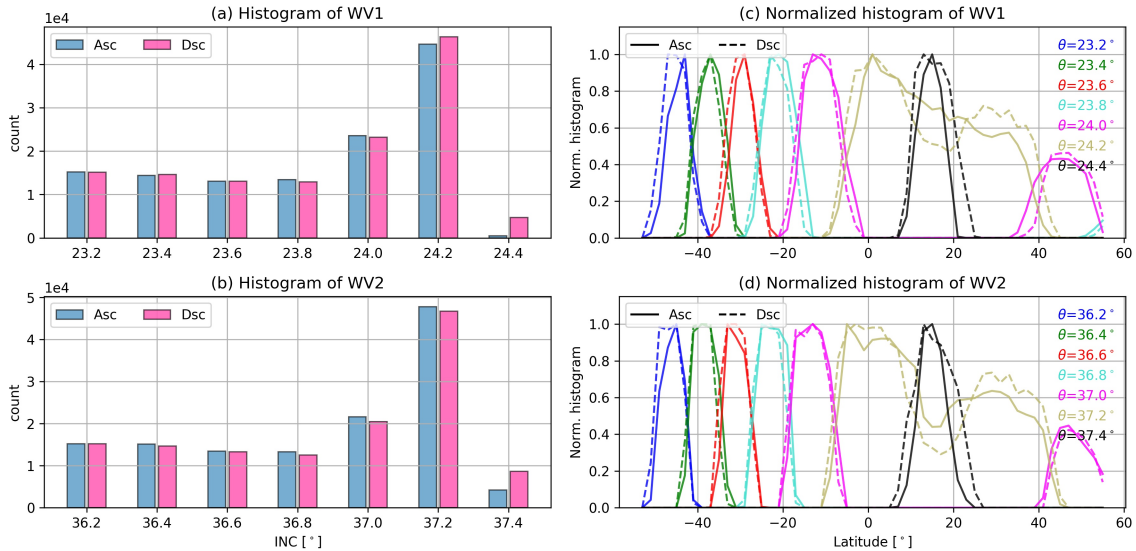 (a) Histogram of WV1
1e4
Asc
Dsc
4
3
2
1
0
count
23.2
23.4
23.6
23.8
24.0
24.2
24.4
(c) Normalized histogram of WV1
Asc
Dsc
1.0
0.8
0.6
0.4
0.2
0.0
Norm. histogram
θ=23.2°
θ=23.4°
θ=23.6°
θ=23.8°
θ=24.0°
θ=24.2°
θ=24.4°
−40
−20
0
20
40
60
(b) Histogram of WV2
1e4
Asc
Dsc
5
4
3
2
1
0
count
36.2
36.4
36.6
36.8
37.0
37.2
37.4
INC [°]
(d) Normalized histogram of WV2
Asc
Dsc
1.0
0.8
0.6
0.4
0.2
0.0
Norm. histogram
θ=36.2°
θ=36.4°
θ=36.6°
θ=36.8°
θ=37.0°
θ=37.2°
θ=37.4°
−40
−20
0
20
40
60
Latitude [°]